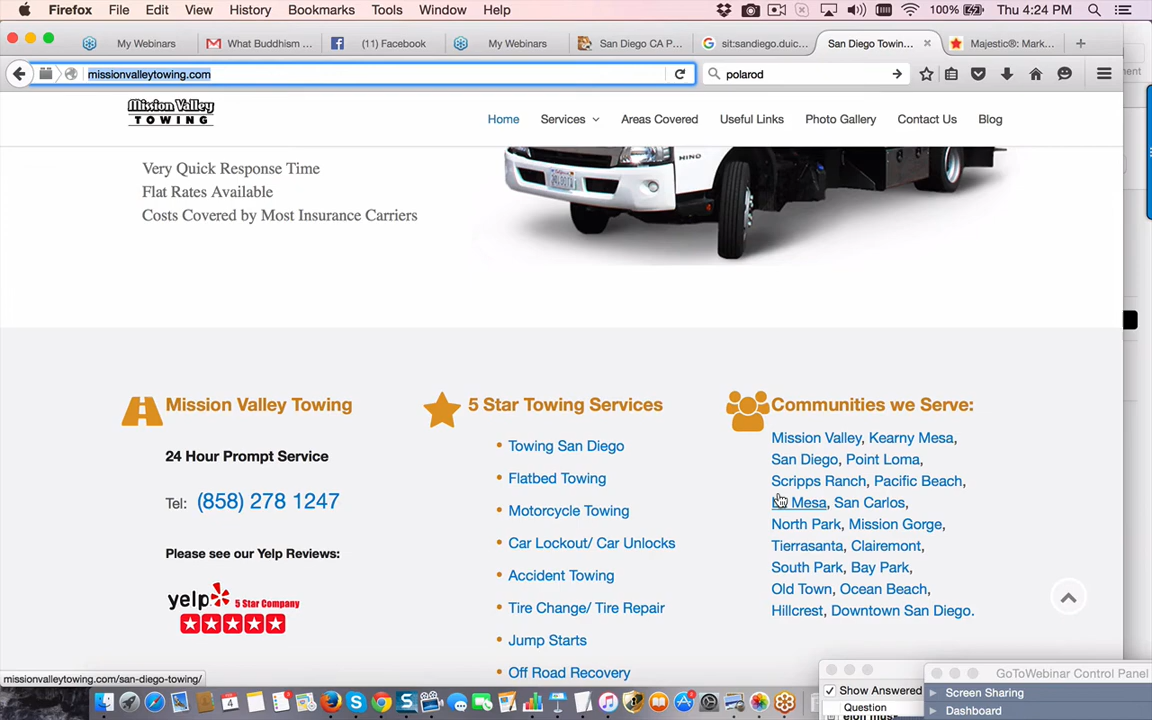 Firefox File Edit View History Bookmarks Tools Window Help 100% Thu 4:24 PM
My Webinars What Buddhism ... (11) Facebook My Webinars San Diego CA P... sit:sandiego.duic... San Diego Towin... Majestic®: Mark...
missionvalleytowing.com polarod
Mission Valley
TOWING
Home Services Areas Covered Useful Links Photo Gallery Contact Us Blog
HINO
Very Quick Response Time
Flat Rates Available
Costs Covered by Most Insurance Carriers
Mission Valley Towing
24 Hour Prompt Service
Tel: (858) 278 1247
Please see our Yelp Reviews:
yelp 5 Star Company
5 Star Towing Services
• Towing San Diego
• Flatbed Towing
• Motorcycle Towing
• Car Lockout/ Car Unlocks
• Accident Towing
• Tire Change/ Tire Repair
• Jump Starts
• Off Road Recovery
Communities we Serve:
Mission Valley, Kearny Mesa,
San Diego, Point Loma,
Scripps Ranch, Pacific Beach,
Mesa, San Carlos,
North Park, Mission Gorge,
Tierrasanta, Clairemont,
South Park, Bay Park,
Old Town, Ocean Beach,
Hillcrest, Downtown San Diego.
missionvalleytowing.com/san-diego-towing/
GoToWebinar Control Panel
Show Answered
Screen Sharing
Question
Dashboard